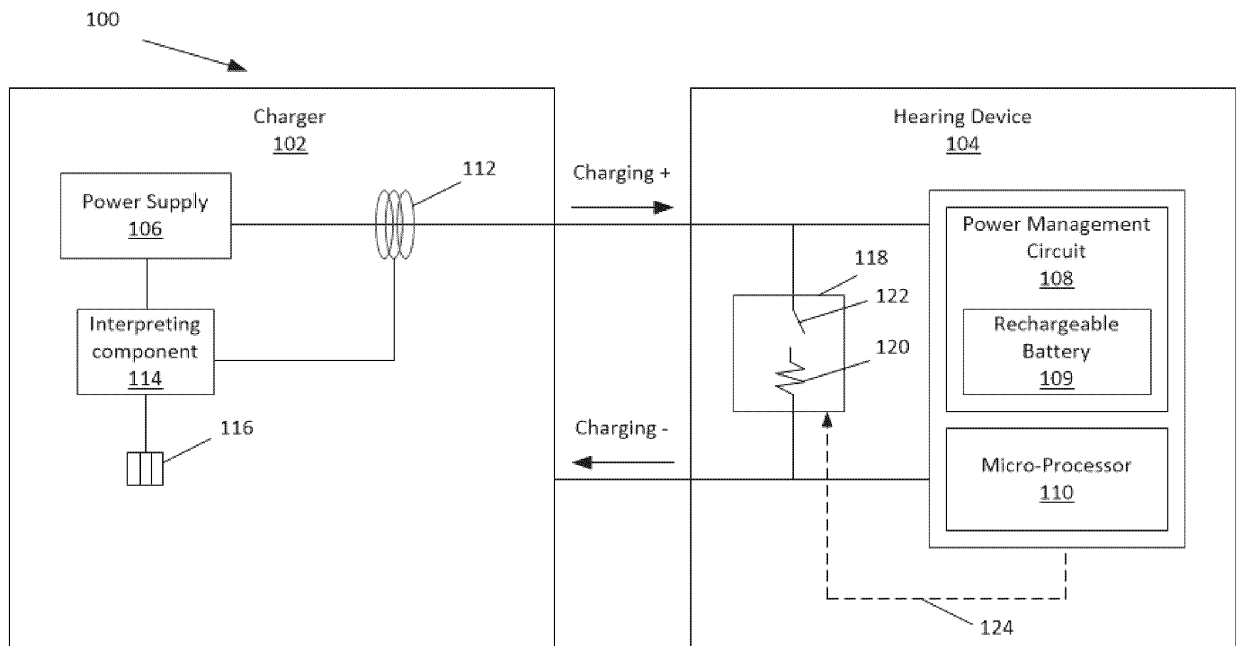 100
Charger
102
Hearing Device
104
112
Charging +
Power Supply
106
Power Management
Circuit
108
118
122
Interpreting
component
114
Rechargeable
Battery
109
120
116
Charging -
Micro-Processor
110
124